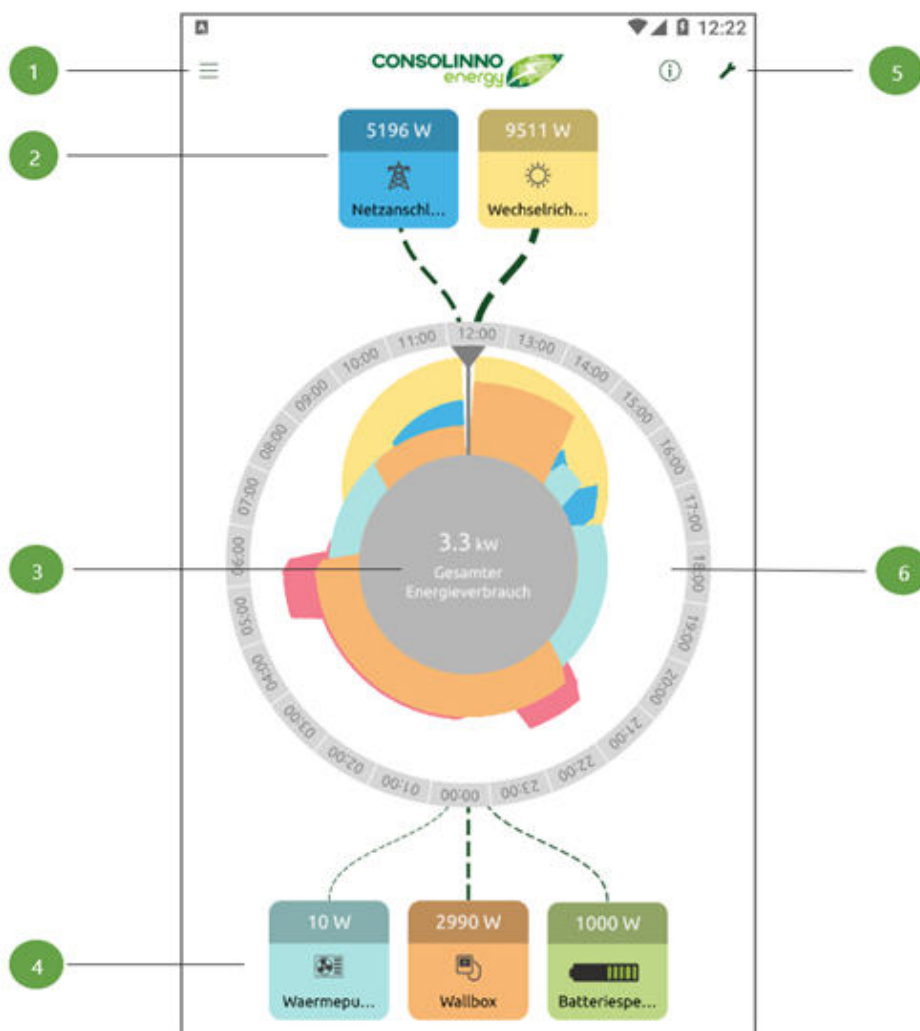 12:22
1
CONSOLINNO
energy
5
2
5196 W
9511 W
Netzanschl...
Wechselrich...
12:00
13:00
14:00
15:00
16:00
17:00
18:00
19:00
20:00
21:00
22:00
23:00
00:00
01:00
02:00
03:00
04:00
05:00
06:00
07:00
08:00
09:00
10:00
11:00
3
3.3 kW
Gesamter
Energieverbrauch
6
10 W
2990 W
1000 W
4
Waermepu...
Wallbox
Batteriespe...